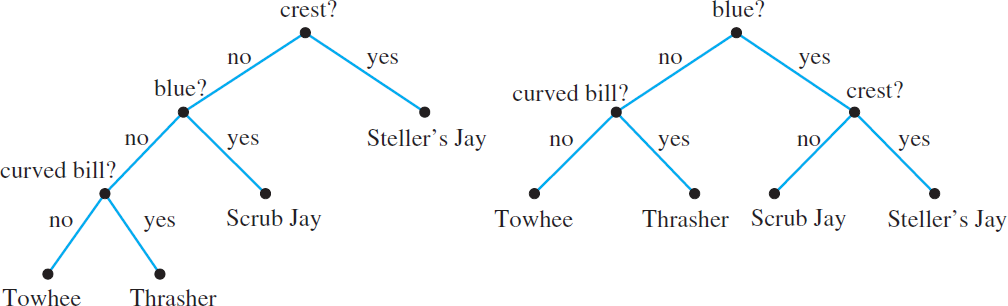 crest?
no
yes
blue?
no
yes
Steller's Jay
curved bill?
no
yes
Scrub Jay
Towhee
Thrasher
blue?
no
yes
curved bill?
crest?
no
yes
no
yes
Towhee
Thrasher
Scrub Jay
Steller's Jay